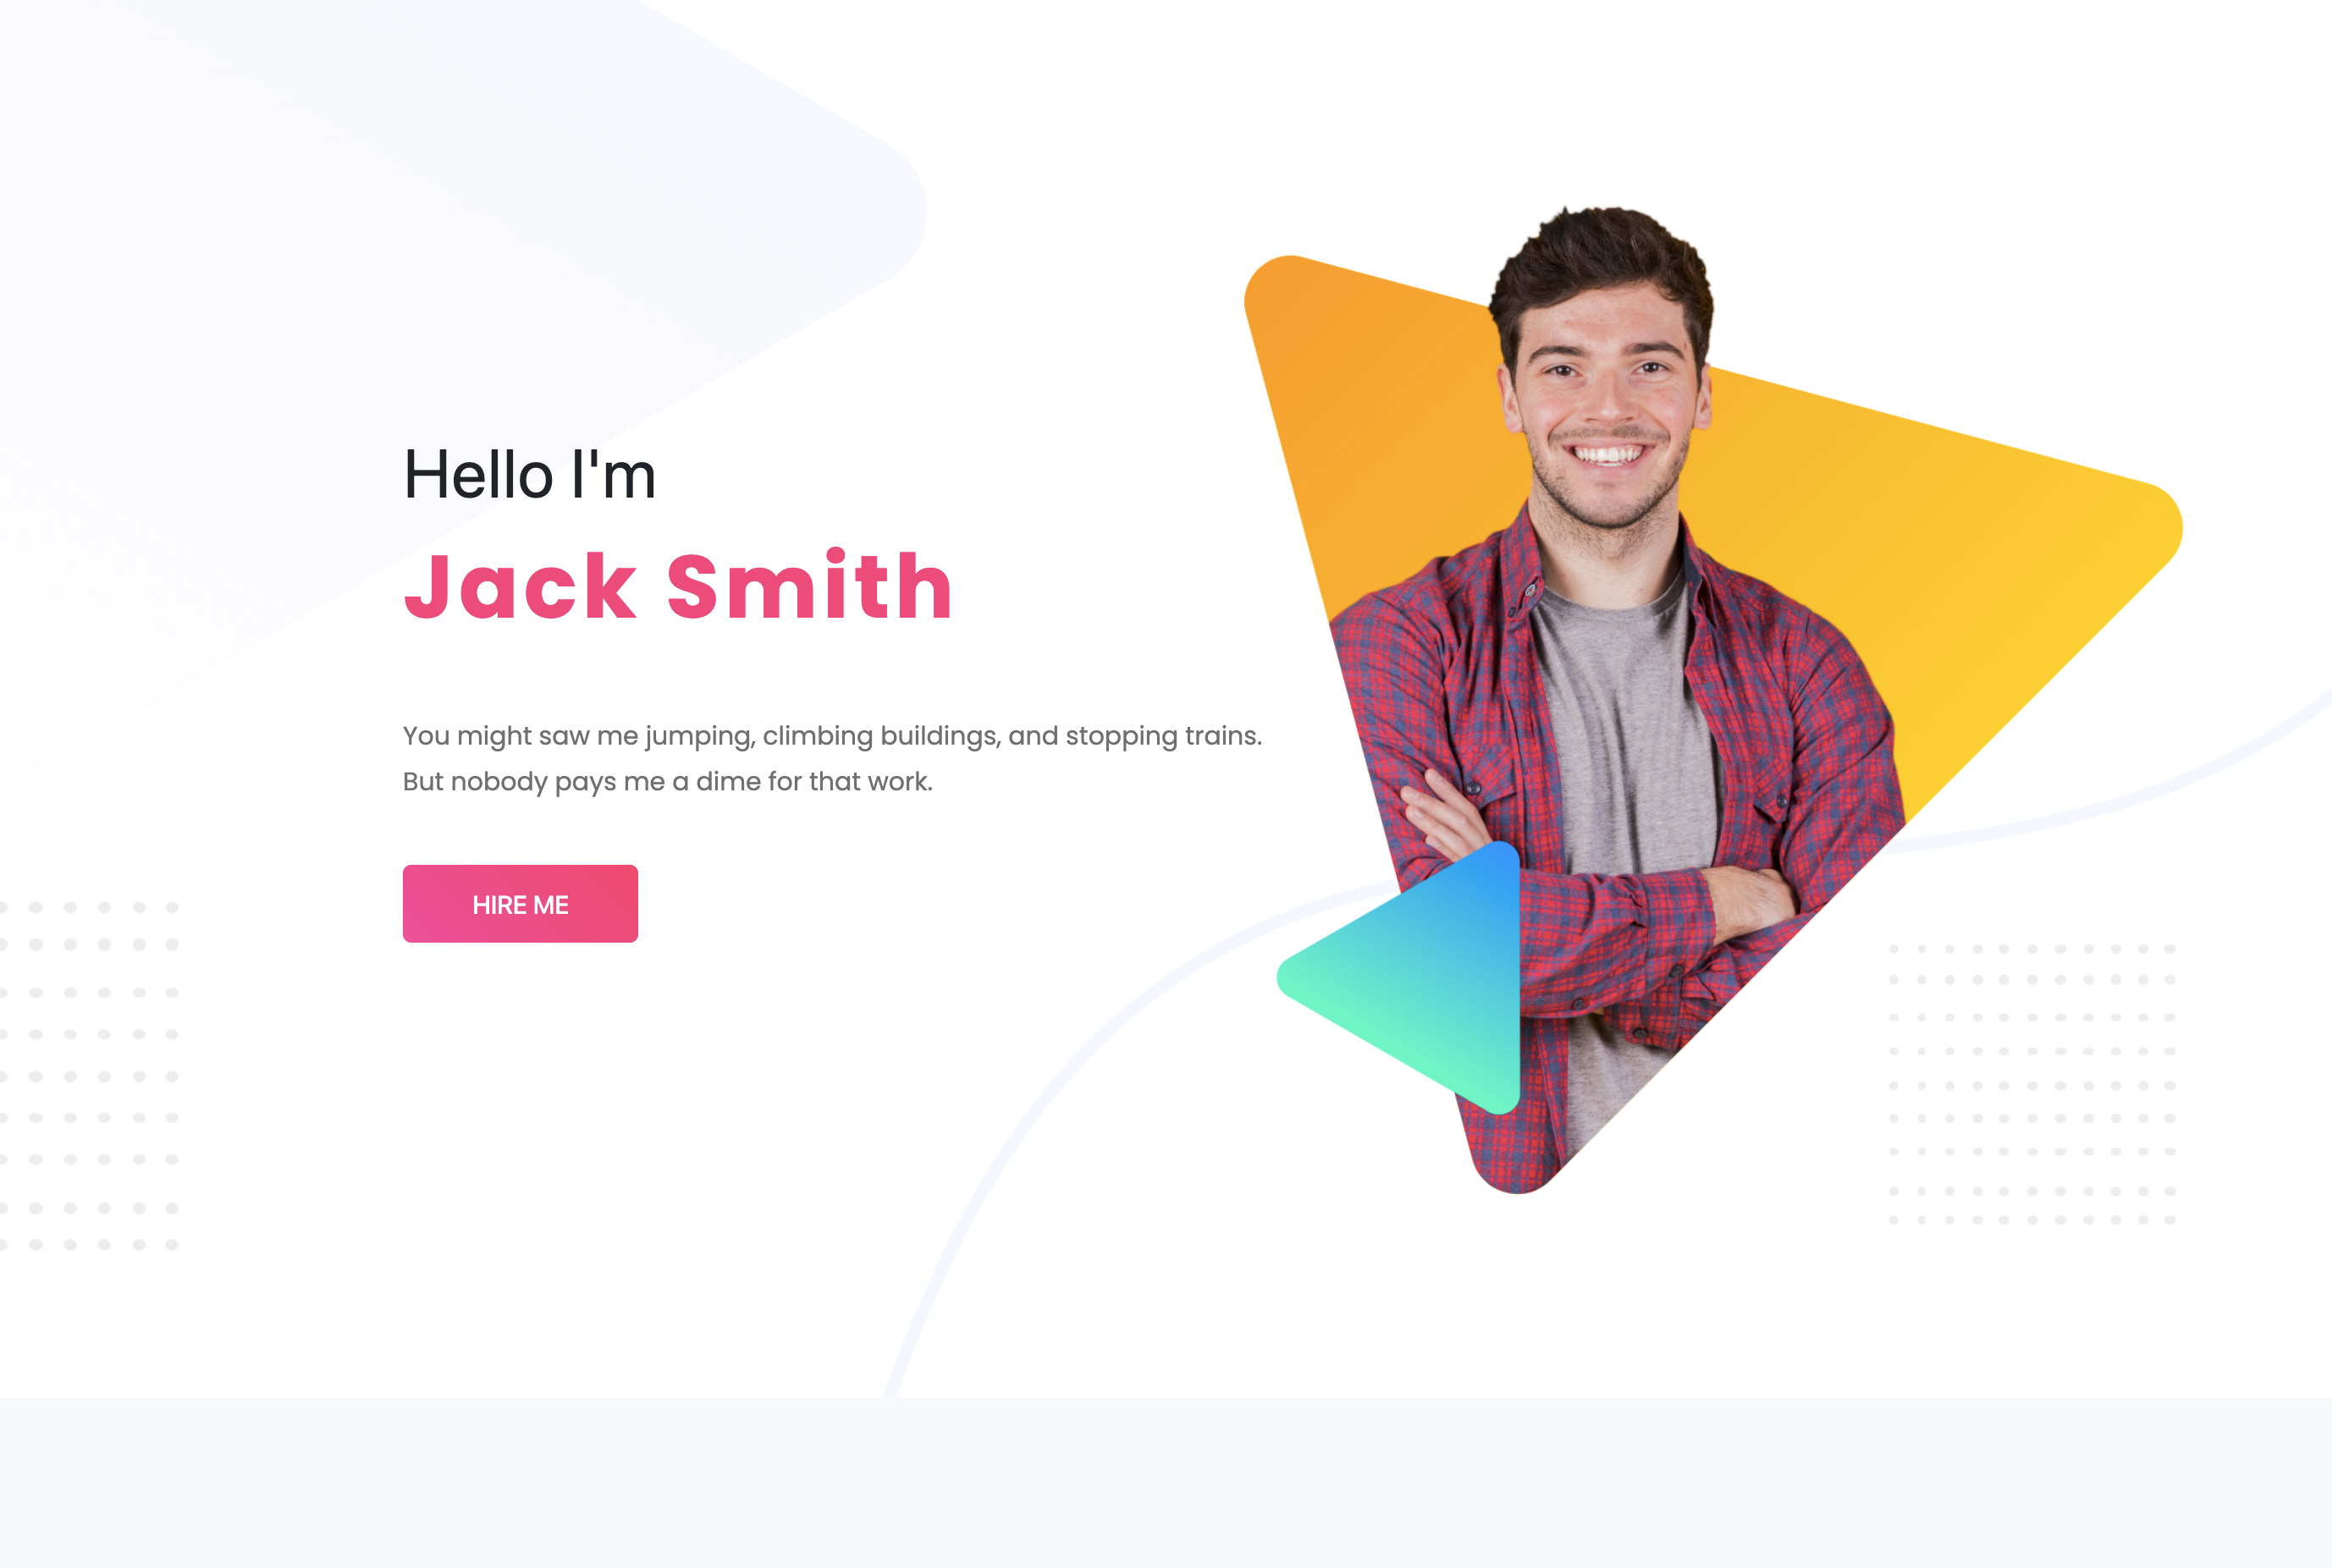 Hello I'm
Jack Smith
You might saw me jumping, climbing buildings, and stopping trains.
But nobody pays me a dime for that work.
HIRE ME